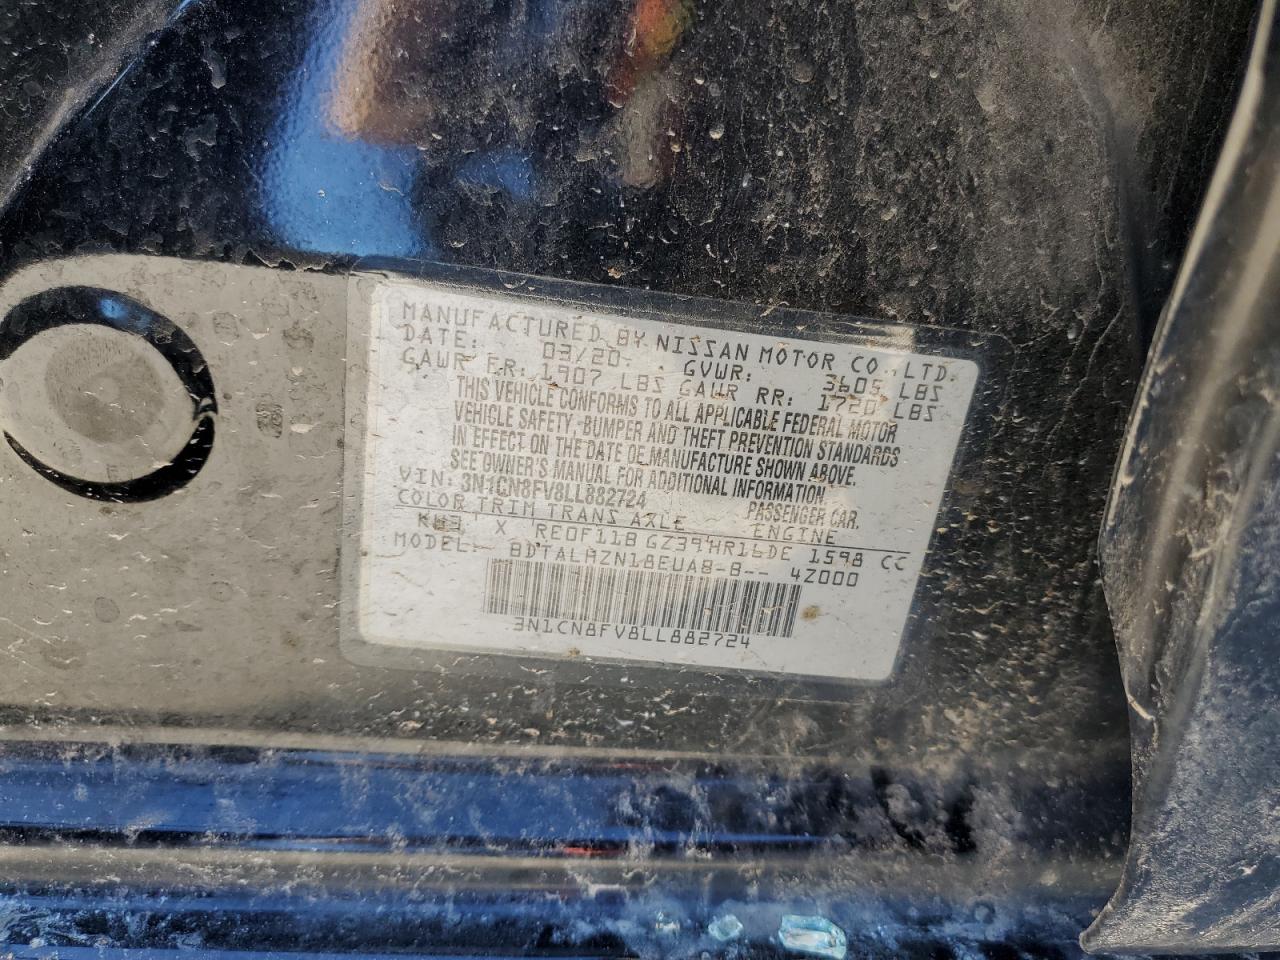 MANUFACTURED BY NISSAN MOTOR CO.,LTD.
DATE: 03/20 GVWR: 3605 LBS
GAWR FR: 1907 LBS GAWR RR: 1720 LBS
THIS VEHICLE CONFORMS TO ALL APPLICABLE FEDERAL MOTOR
VEHICLE SAFETY, BUMPER AND THEFT PREVENTION STANDARDS
IN EFFECT ON THE DATE OF MANUFACTURE SHOWN ABOVE.
SEE OWNER'S MANUAL FOR ADDITIONAL INFORMATION.
VIN: 3N1CN8FV8LL882724 PASSENGER CAR.
COLOR TRIM TRANS AXLE ENGINE
X RE0F11B GZ39 HR16DE 1598 CC
MODEL: BDTALHZN18EUA8-B-- 4Z000
3N1CN8FV8LL882724